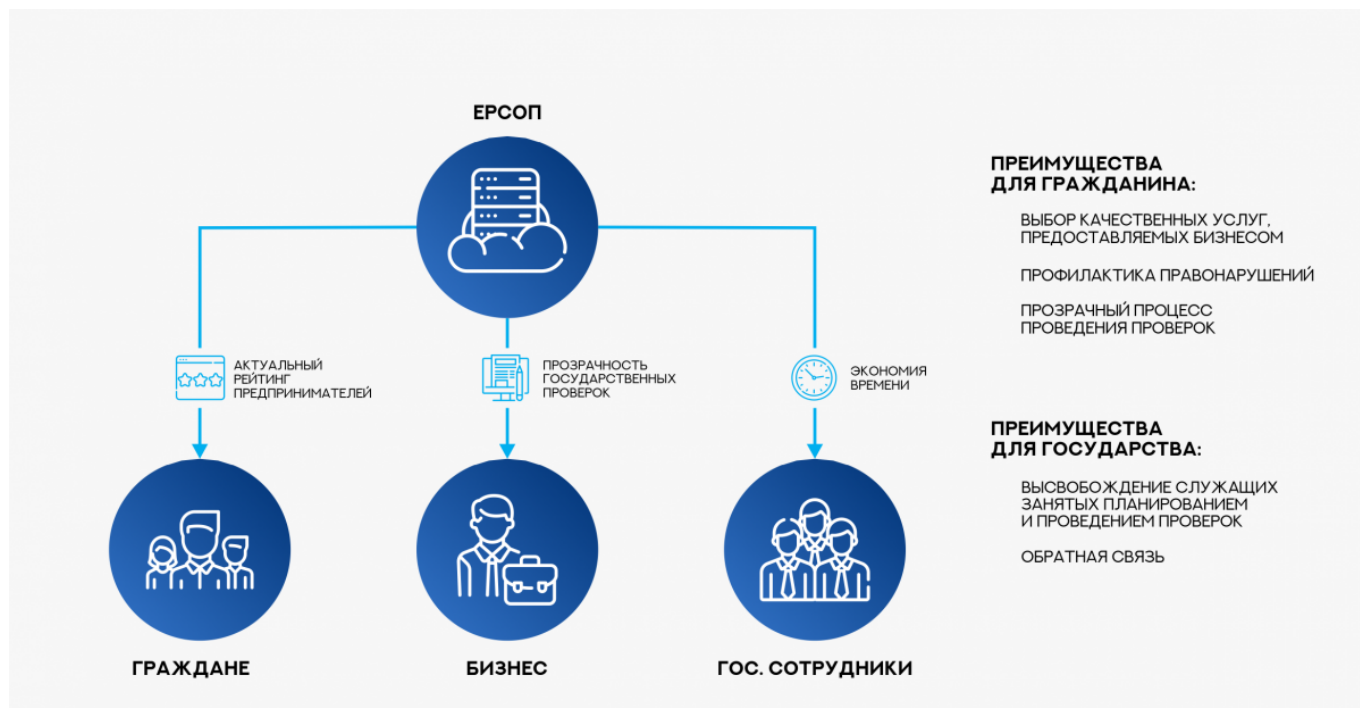 ЕРСОП
АКТУАЛЬНЫЙ
РЕЙТИНГ
ПРЕДПРИНИМАТЕЛЕЙ
ПРОЗРАЧНОСТЬ
ГОСУДАРСТВЕННЫХ
ПРОВЕРОК
ЭКОНОМИЯ
ВРЕМЕНИ
ГРАЖДАНЕ
БИЗНЕС
ГОС. СОТРУДНИКИ
ПРЕИМУЩЕСТВА
ДЛЯ ГРАЖДАНИНА:
ВЫБОР КАЧЕСТВЕННЫХ УСЛУГ,
ПРЕДОСТАВЛЯЕМЫХ БИЗНЕСОМ
ПРОФИЛАКТИКА ПРАВОНАРУШЕНИЙ
ПРОЗРАЧНЫЙ ПРОЦЕСС
ПРОВЕДЕНИЯ ПРОВЕРОК
ПРЕИМУЩЕСТВА
ДЛЯ ГОСУДАРСТВА:
ВЫСВОБОЖДЕНИЕ СЛУЖАЩИХ
ЗАНЯТЫХ ПЛАНИРОВАНИЕМ
И ПРОВЕДЕНИЕМ ПРОВЕРОК
ОБРАТНАЯ СВЯЗЬ